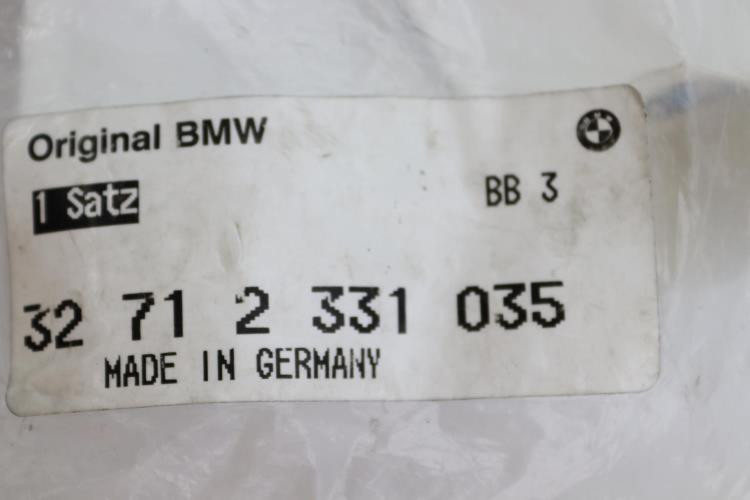 Original BMW
1 Satz BB 3
32 71 2 331 035
MADE IN GERMANY